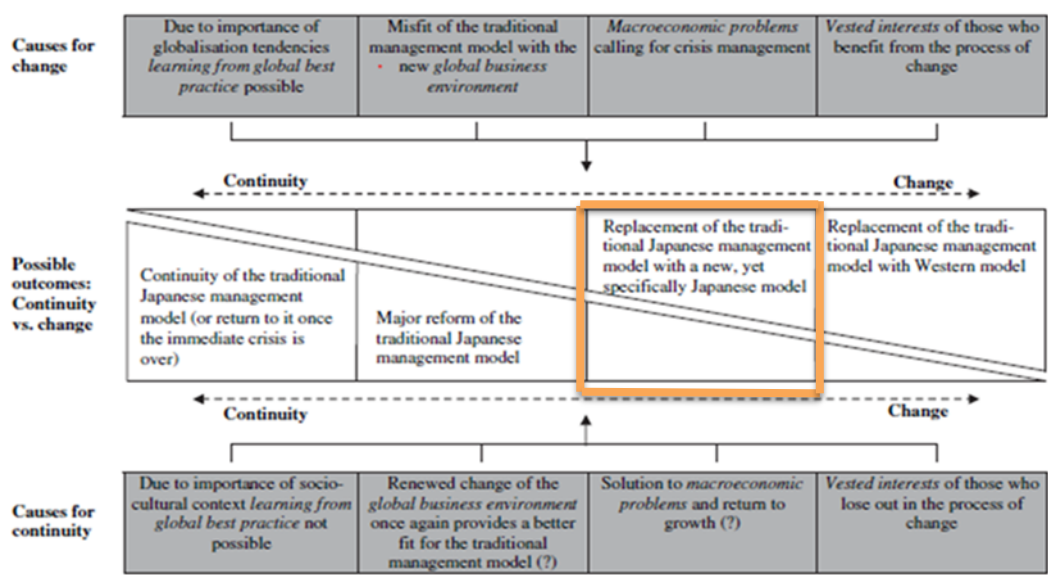 Causes for
change
Due to importance of
globalisation tendencies
learning from global best
practice possible
Misfit of the traditional
management model with the
new global business
environment
Macroeconomic problems
calling for crisis management
Vested interests of those who
benefit from the process of
change
Continuity
Change
Possible
outcomes:
Continuity
vs. change
Continuity of the traditional
Japanese management
model (or return to it once
the immediate crisis is
over)
Major reform of the
traditional Japanese
management model
Replacement of the tradi-
tional Japanese management
model with a new, yet
specifically Japanese model
Replacement of the tradi-
tional Japanese management
model with Western model
Continuity
Change
Causes for
continuity
Due to importance of socio-
cultural context learning from
global best practice not
possible
Renewed change of the
global business environment
once again provides a better
fit for the traditional
management model (?)
Solution to macroeconomic
problems and return to
growth (?)
Vested interests of those who
lose out in the process of
change